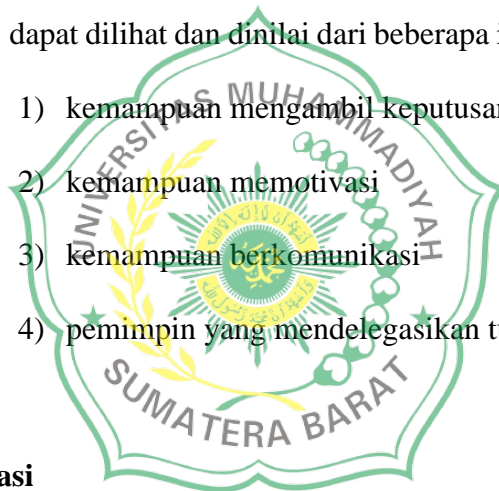 dapat dilihat dan dinilai dari beberapa
1) kemampuan mengambil keputusan
2) kemampuan memotivasi
3) kemampuan berkomunikasi
4) pemimpin yang mendelegasikan
asi
UNIVERSITAS MUHAMMADIYAH
SUMATERA BARAT